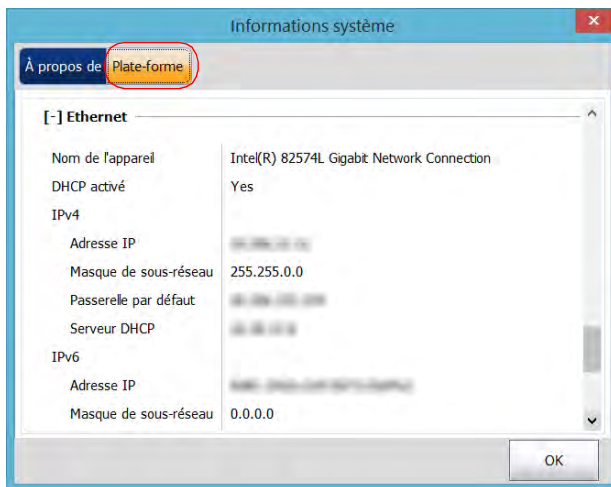 Informations système
À propos de Plate-forme
[-] Ethernet
Nom de l'appareil Intel(R) 82574L Gigabit Network Connection
DHCP activé Yes
IPv4
Adresse IP
Masque de sous-réseau 255.255.0.0
Passerelle par défaut
Serveur DHCP
IPv6
Adresse IP
Masque de sous-réseau 0.0.0.0
OK